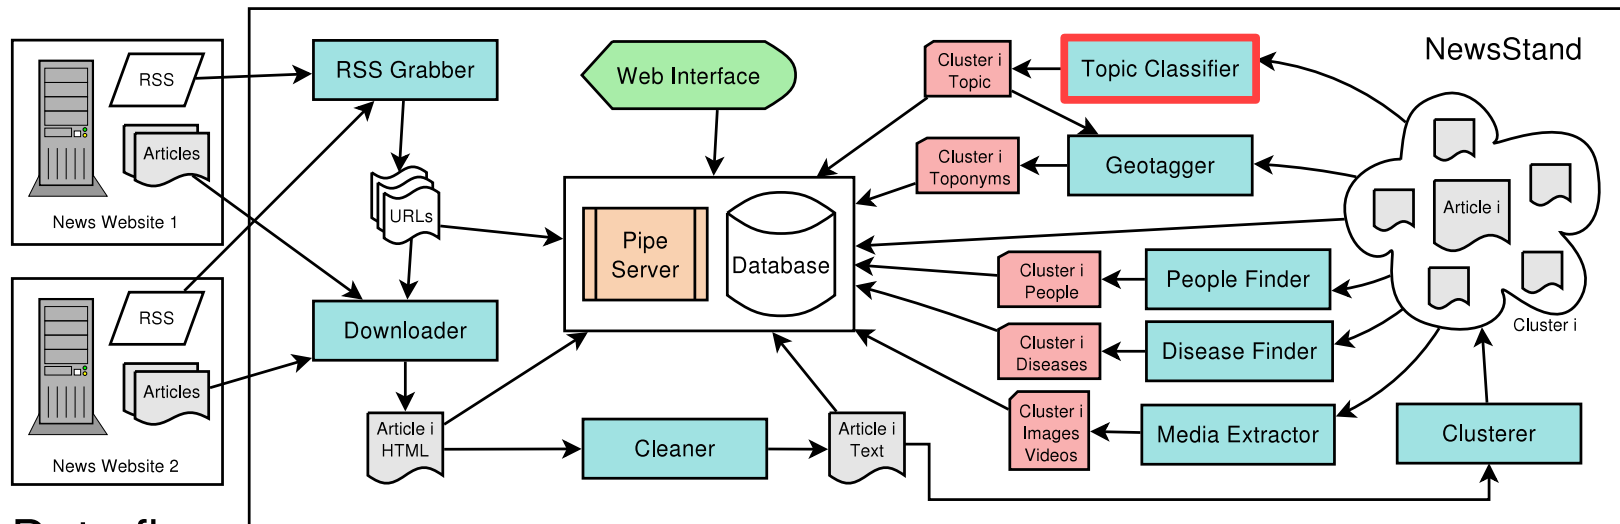 NewsStand
RSS
Articles
News Website 1
RSS
Articles
News Website 2
RSS Grabber
URLs
Downloader
Article i
HTML
Cleaner
Article i
Text
Web Interface
Pipe
Server
Database
Cluster i
Topic
Topic Classifier
Cluster i
Toponyms
Geotagger
Cluster i
People
People Finder
Cluster i
Diseases
Disease Finder
Cluster i
Images
Videos
Media Extractor
Article i
Cluster i
Clusterer